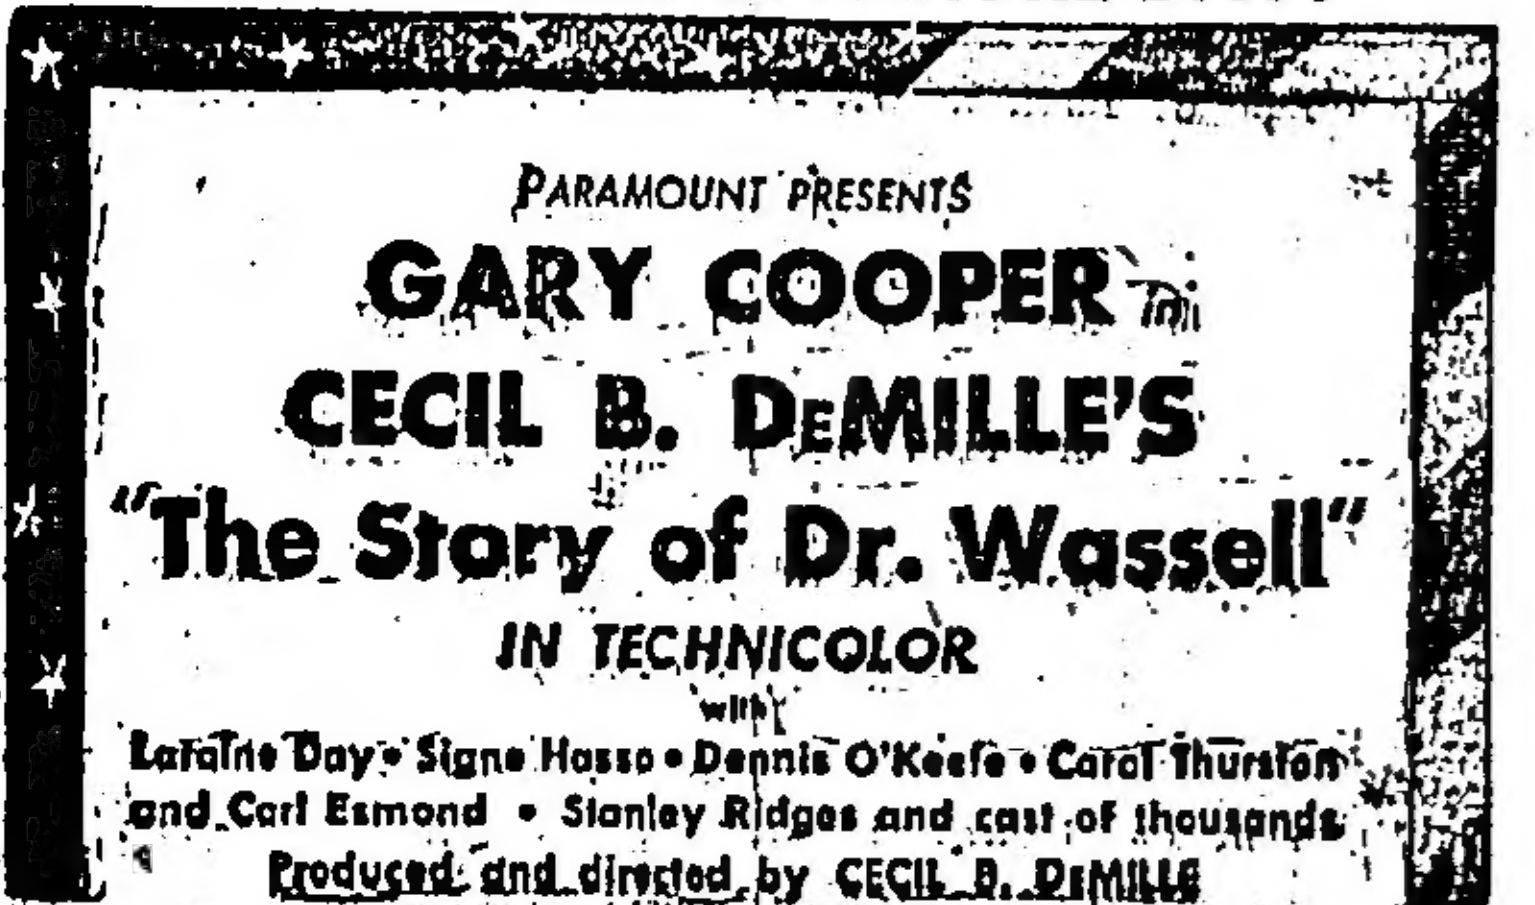 PARAMOUNT PRESENTS
GARY COOPER in
CECIL B. DeMILLE'S
"The Story of Dr. Wassell"
IN TECHNICOLOR
with
Laraine Day • Signe Hasso • Dennis O'Keefe • Carol Thurston
and Carl Esmond • Stanley Ridges and cast of thousands
Produced and directed by CECIL B. DeMILLE